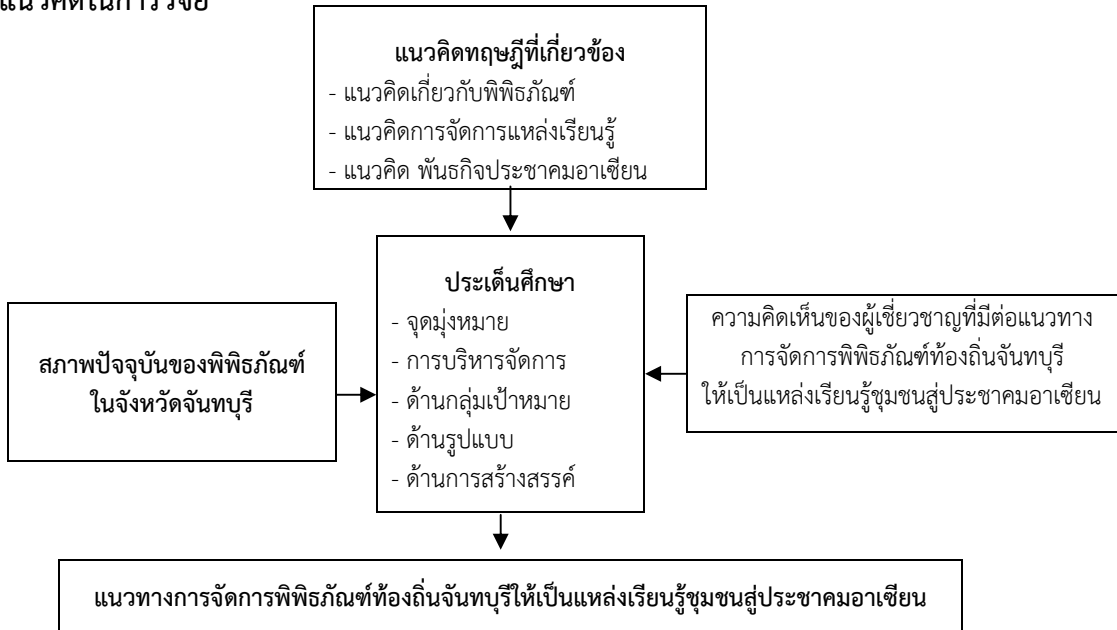 แนวคิดในการวิจัย
แนวคิดทฤษฎีที่เกี่ยวข้อง
- แนวคิดเกี่ยวกับพิพิธภัณฑ์
- แนวคิดการจัดการแหล่งเรียนรู้
- แนวคิด พันธกิจประชาคมอาเซียน
ประเด็นศึกษา
- จุดมุ่งหมาย
- การบริหารจัดการ
- ด้านกลุ่มเป้าหมาย
- ด้านรูปแบบ
- ด้านการสร้างสรรค์
สภาพปัจจุบันของพิพิธภัณฑ์
ในจังหวัดจันทบุรี
ความคิดเห็นของผู้เชี่ยวชาญที่มีต่อแนวทาง
การจัดการพิพิธภัณฑ์ท้องถิ่นจันทบุรี
ให้เป็นแหล่งเรียนรู้ชุมชนสู่ประชาคมอาเซียน
แนวทางการจัดการพิพิธภัณฑ์ท้องถิ่นจันทบุรีให้เป็นแหล่งเรียนรู้ชุมชนสู่ประชาคมอาเซียน